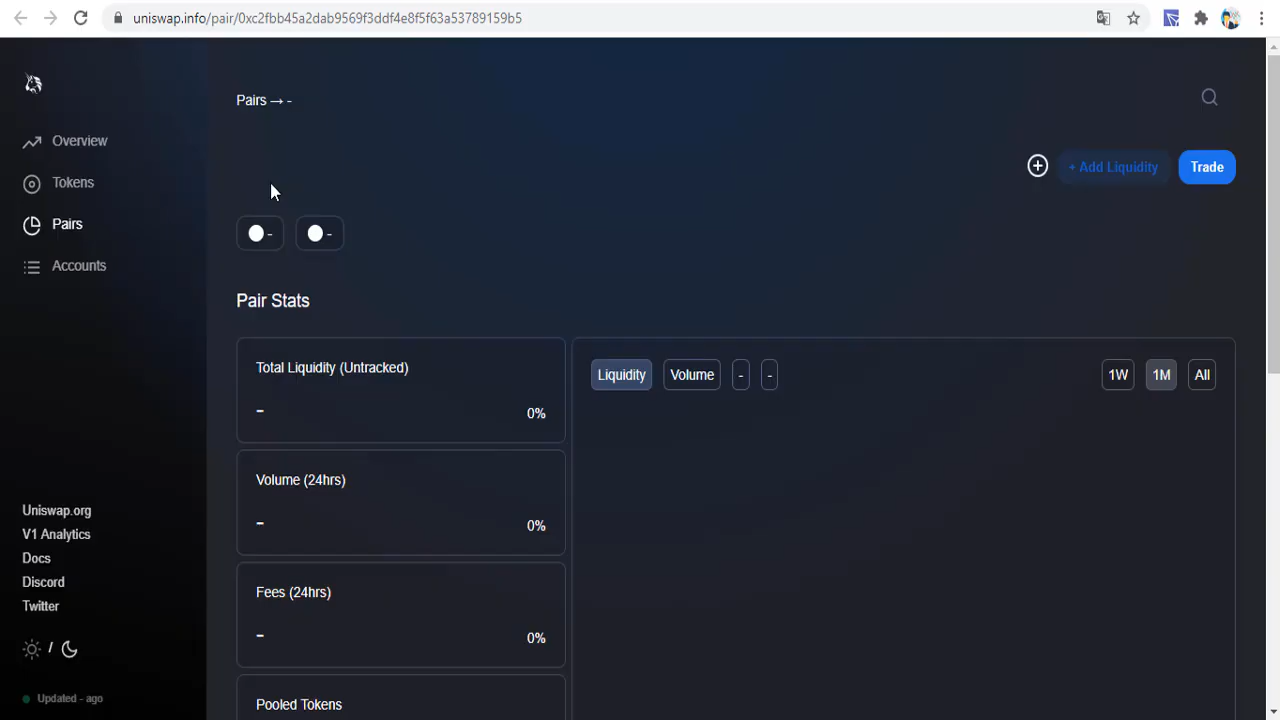 uniswap.info/pair/0xc2fbb45a2dab9569f3ddf4e8f5f63a53789159b5
Pairs → -
Overview
Tokens
Pairs
Accounts
+ Add Liquidity
Trade
-
-
Pair Stats
Total Liquidity (Untracked)
-
0%
Liquidity
Volume
-
-
1W
1M
All
Volume (24hrs)
-
0%
Fees (24hrs)
-
0%
Pooled Tokens
Uniswap.org
V1 Analytics
Docs
Discord
Twitter
/
Updated - ago